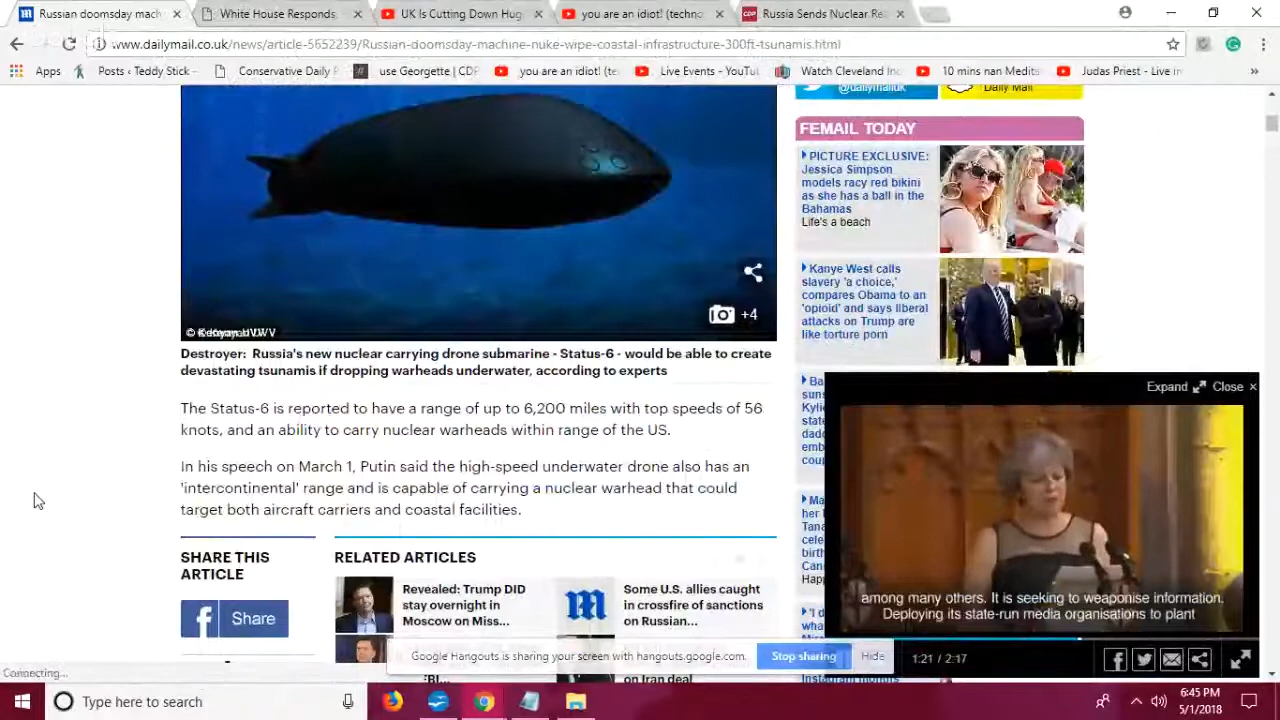 Russian doomsday mach
White House Responds
UK Is Cutting Down Hug
you are an idiot! (techno
Russia Sends Nuclear Re
www.dailymail.co.uk/news/article-5652239/Russian-doomsday-machine-nuke-wipe-coastal-infrastructure-300ft-tsunamis.html
Apps
Posts ‹ Teddy Stick —
Conservative Daily P
use Georgette | CDP
you are an idiot! (te
Live Events - YouTu
Watch Cleveland Inc
10 mins nan Medita
Judas Priest - Live in
»
@dailymailuk
Daily Mail
FEMAIL TODAY
PICTURE EXCLUSIVE:
Jessica Simpson
models racy red bikini
as she has a ball in the
Bahamas
Life's a beach
Kanye West calls
slavery 'a choice,'
compares Obama to an
'opioid' and says liberal
attacks on Trump are
like torture porn
+4
Destroyer: Russia's new nuclear carrying drone submarine - Status-6 - would be able to create
devastating tsunamis if dropping warheads underwater, according to experts
The Status-6 is reported to have a range of up to 6,200 miles with top speeds of 56
knots, and an ability to carry nuclear warheads within range of the US.
In his speech on March 1, Putin said the high-speed underwater drone also has an
'intercontinental' range and is capable of carrying a nuclear warhead that could
target both aircraft carriers and coastal facilities.
SHARE THIS
ARTICLE
Share
RELATED ARTICLES
Revealed: Trump DID
stay overnight in
Moscow on Miss...
Some U.S. allies caught
in crossfire of sanctions
on Russian...
on Iran deal
Expand
Close ×
among many others. It is seeking to weaponise information.
Deploying its state-run media organisations to plant
1:21 / 2:17
Google Hangouts is sharing your screen with hangouts.google.com.
Stop sharing
Hide
Connecting...
Type here to search
6:45 PM
5/1/2018